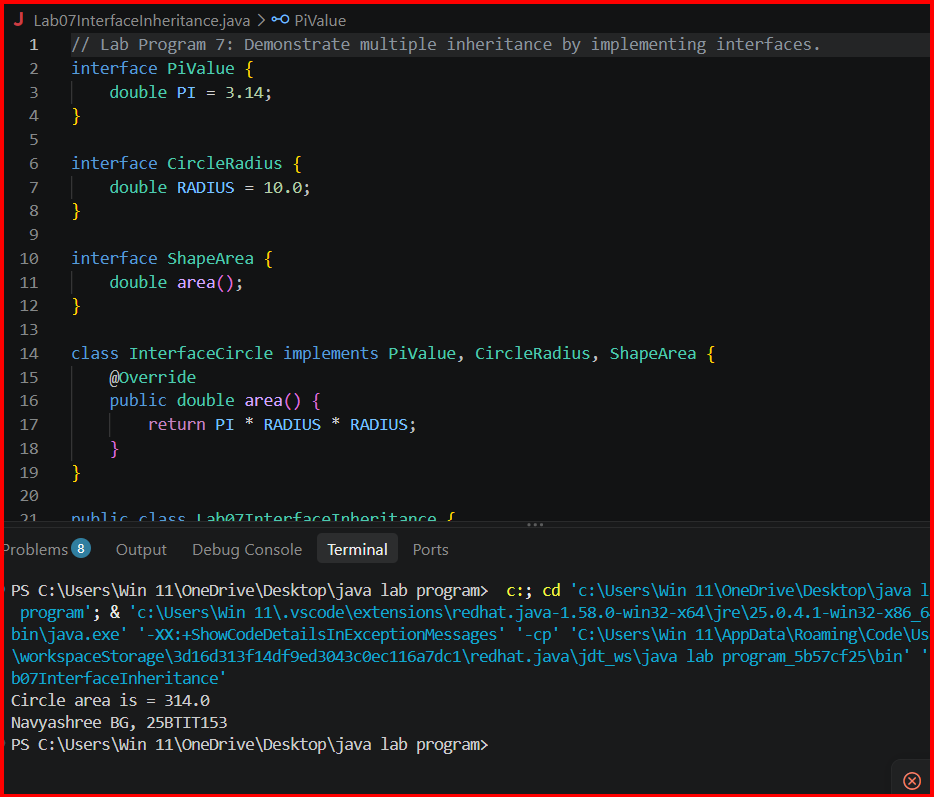 Lab07InterfaceInheritance.java > PiValue
1 // Lab Program 7: Demonstrate multiple inheritance by implementing interfaces.
2 interface PiValue {
3     double PI = 3.14;
4 }
5
6 interface CircleRadius {
7     double RADIUS = 10.0;
8 }
9
10 interface ShapeArea {
11     double area();
12 }
13
14 class InterfaceCircle implements PiValue, CircleRadius, ShapeArea {
15     @Override
16     public double area() {
17         return PI * RADIUS * RADIUS;
18     }
19 }
20
21 public class Lab07InterfaceInheritance {
Problems 8 Output Debug Console Terminal Ports
PS C:\Users\Win 11\OneDrive\Desktop\java lab program>  c:; cd 'c:\Users\Win 11\OneDrive\Desktop\java l
 program'; & 'c:\Users\Win 11\.vscode\extensions\redhat.java-1.58.0-win32-x64\jre\25.0.4.1-win32-x86_6
bin\java.exe' '-XX:+ShowCodeDetailsInExceptionMessages' '-cp' 'C:\Users\Win 11\AppData\Roaming\Code\Us
\workspaceStorage\3d16d313f14df9ed3043c0ec116a7dc1\redhat.java\jdt_ws\java lab program_5b57cf25\bin' '
b07InterfaceInheritance'
Circle area is = 314.0
Navyashree BG, 25BTIT153
PS C:\Users\Win 11\OneDrive\Desktop\java lab program>